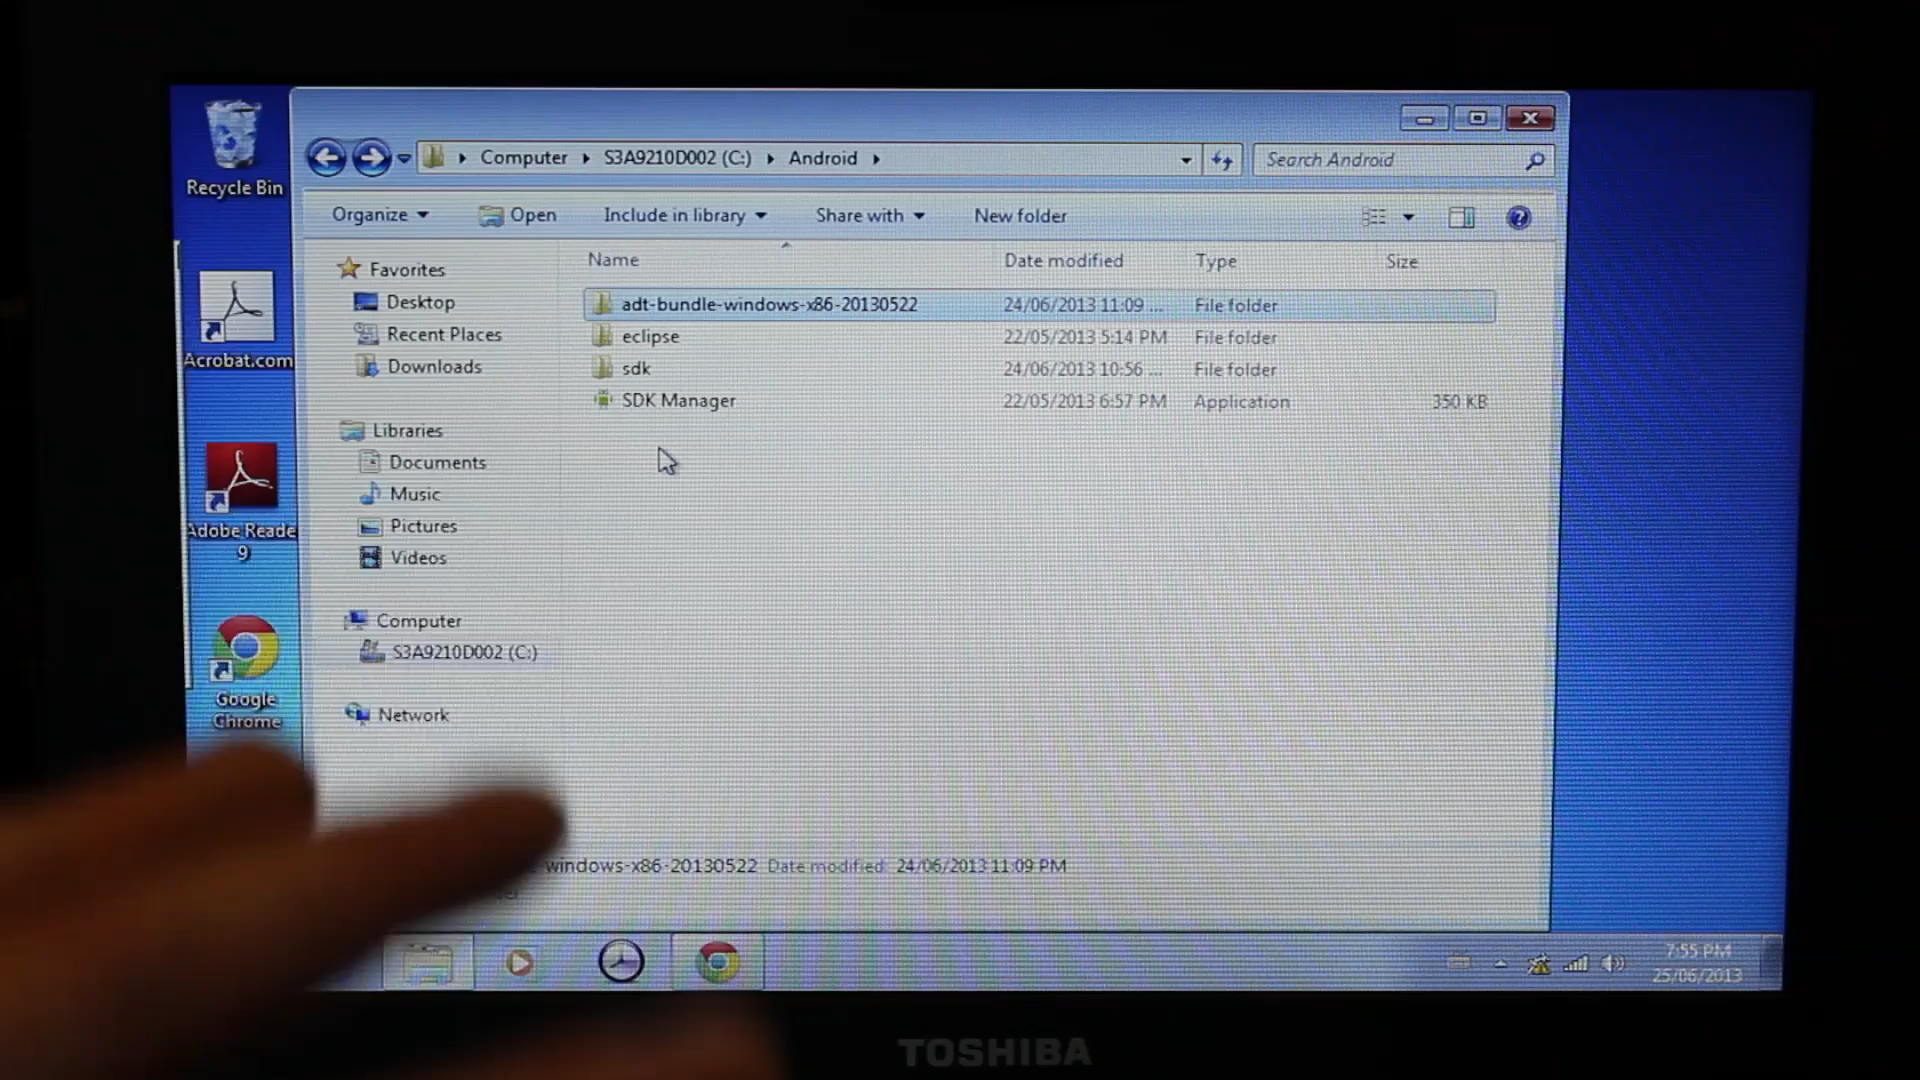 Recycle Bin
Acrobat.com
Adobe Reade
9
Google
Chrome
Computer
S3A9210D002 (C:)
Android
Search Android
Organize
Open
Include in library
Share with
New folder
Favorites
Desktop
Recent Places
Downloads
Libraries
Documents
Music
Pictures
Videos
Computer
S3A9210D002 (C:)
Network
Name Date modified Type Size
adt-bundle-windows-x86-20130522 24/06/2013 11:09 ... File folder
eclipse 22/05/2013 5:14 PM File folder
sdk 24/06/2013 10:56 ... File folder
SDK Manager 22/05/2013 6:57 PM Application 350 KB
windows-x86-20130522 Date modified: 24/06/2013 11:09 PM
7:55 PM
25/06/2013
TOSHIBA